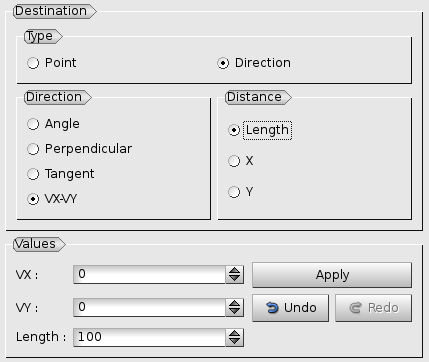 Destination
Type
Point
Direction
Direction
Distance
Angle
Length
Perpendicular
Tangent
X
VX-VY
Y
Values
VX :
0
Apply
VY :
0
Undo
Redo
Length :
100